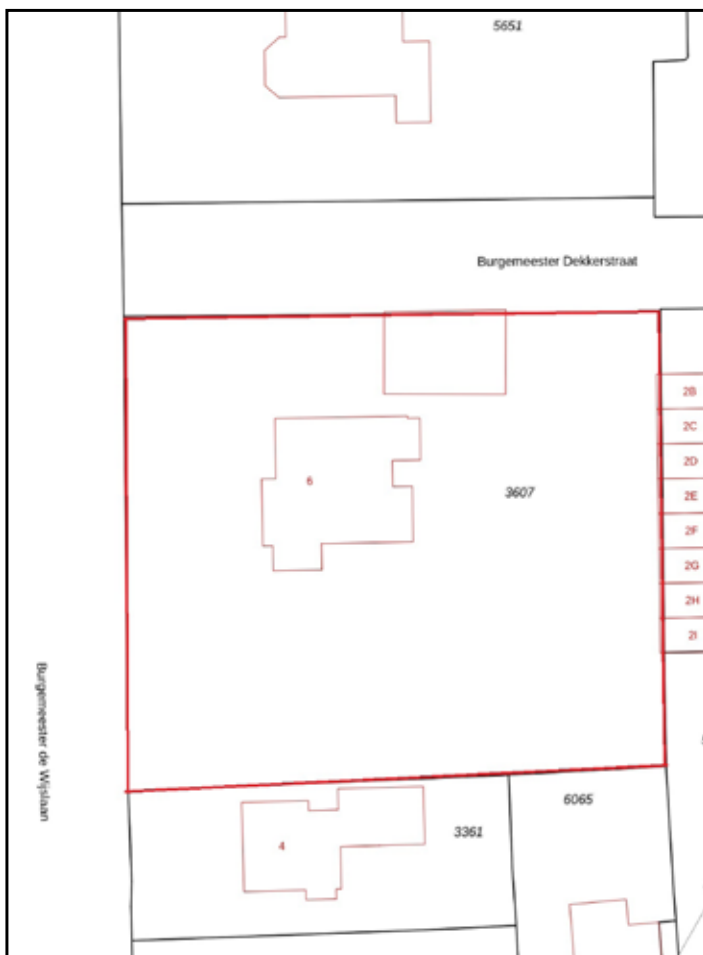 5651
Burgemeester Dekkerstraat
2B
2C
2D
6
3607
2E
2F
2G
2H
2I
Burgemeester de Wijslaan
6065
3361
4